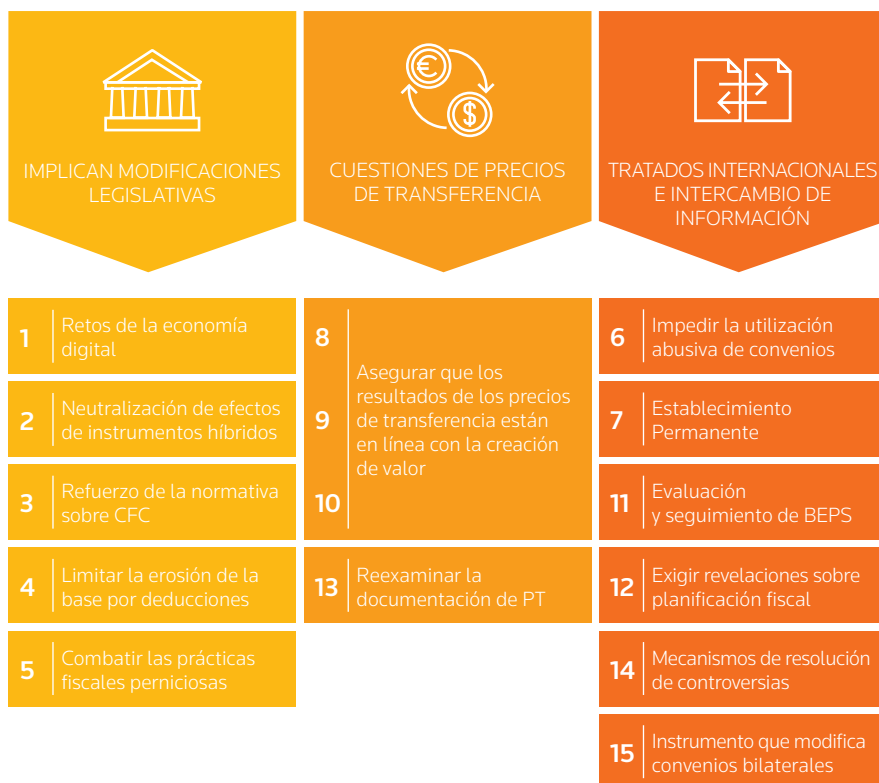 IMPLICAN MODIFICACIONES
LEGISLATIVAS
1
Retos de la economía
digital
2
Neutralización de efectos
de instrumentos híbridos
3
Refuerzo de la normativa
sobre CFC
4
Limitar la erosión de la
base por deducciones
5
Combatir las prácticas
fiscales perniciosas
€
$
CUESTIONES DE PRECIOS
DE TRANSFERENCIA
8
9
10
Asegurar que los
resultados de los precios
de transferencia están
en línea con la creación
de valor
13
Reexaminar la
documentación de PT
TRATADOS INTERNACIONALES
E INTERCAMBIO DE
INFORMACIÓN
6
Impedir la utilización
abusiva de convenios
7
Establecimiento
Permanente
11
Evaluación
y seguimiento de BEPS
12
Exigir revelaciones sobre
planificación fiscal
14
Mecanismos de resolución
de controversias
15
Instrumento que modifica
convenios bilaterales